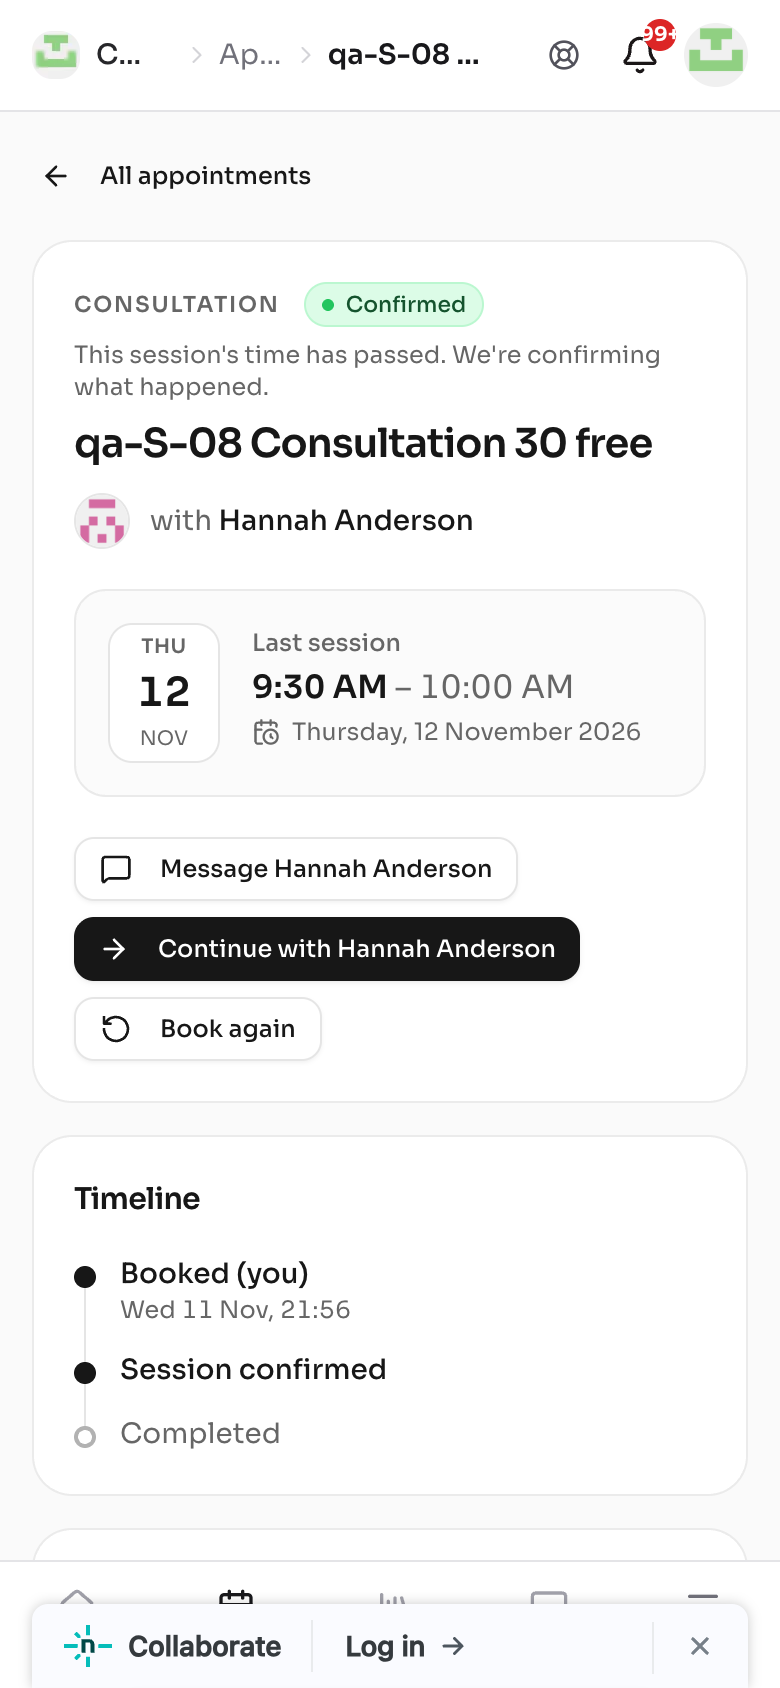 C...
Ap...
qa-S-08 ...
99+
All appointments
CONSULTATION
Confirmed
This session's time has passed. We're confirming
what happened.
qa-S-08 Consultation 30 free
with Hannah Anderson
THU
12
NOV
Last session
9:30 AM – 10:00 AM
Thursday, 12 November 2026
Message Hannah Anderson
Continue with Hannah Anderson
Book again
Timeline
Booked (you)
Wed 11 Nov, 21:56
Session confirmed
Completed
n
Collaborate
Log in